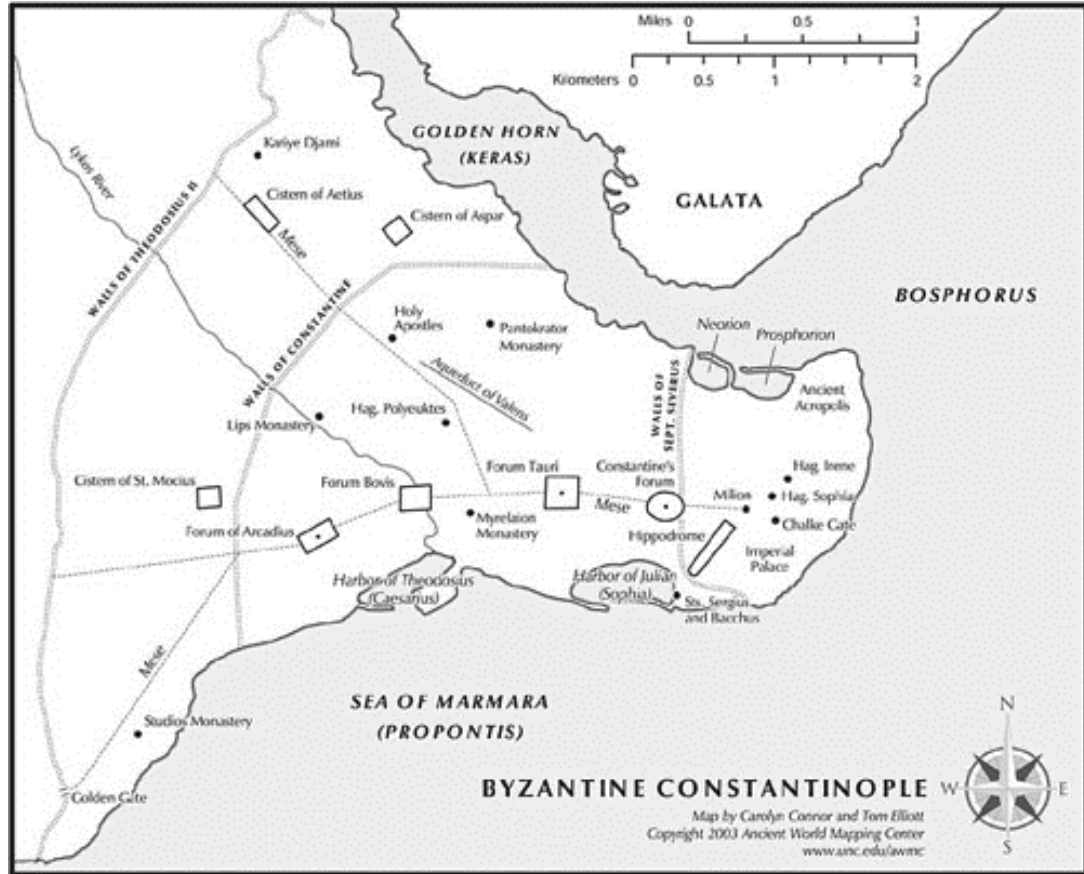 Miles 0 0.5 1
Kilometers 0 0.5 1 2
GOLDEN HORN
(KERAS)
GALATA
BOSPHORUS
Lykos River
Kariye Djami
WALLS OF THEODOSIUS II
Cistern of Aetius
Cistern of Aspar
Mese
WALLS OF CONSTANTINE
Holy
Apostles
Pantokrator
Monastery
Aqueduct of Valens
Neorion
Prosphorion
Ancient
Acropolis
WALLS OF
SEPT. SEVERUS
Lips Monastery
Hag. Polyeuktes
Cistern of St. Mocius
Forum Bovis
Forum Tauri
Constantine's
Forum
Milion
Hag. Irene
Hag. Sophia
Chalke Gate
Mese
Forum of Arcadius
Myrelaion
Monastery
Hippodrome
Imperial
Palace
Harbor of Theodosius
(Caesarius)
Harbor of Julian
(Sophia)
Sts. Sergius
and Bacchus
Mese
Studios Monastery
Golden Gate
SEA OF MARMARA
(PROPONTIS)
N
W E
S
BYZANTINE CONSTANTINOPLE
Map by Carolyn Connor and Tom Elliott
Copyright 2003 Ancient World Mapping Center
www.unc.edu/awmc